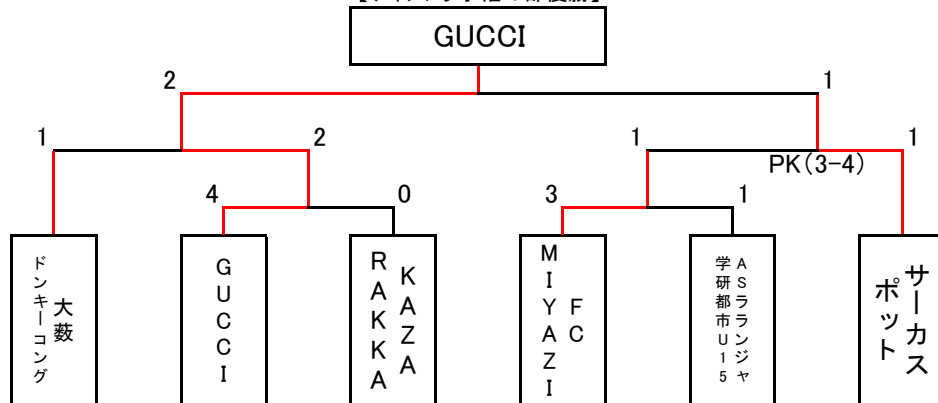 GUCCI
2
1
1
2
1
1
PK(3-4)
4
0
3
1
大薮
ドンキーコング
GUCCI
KAZA
RAKKA
FC
MIYAZI
ASラランジャ
学研都市U15
サーカス
ポット